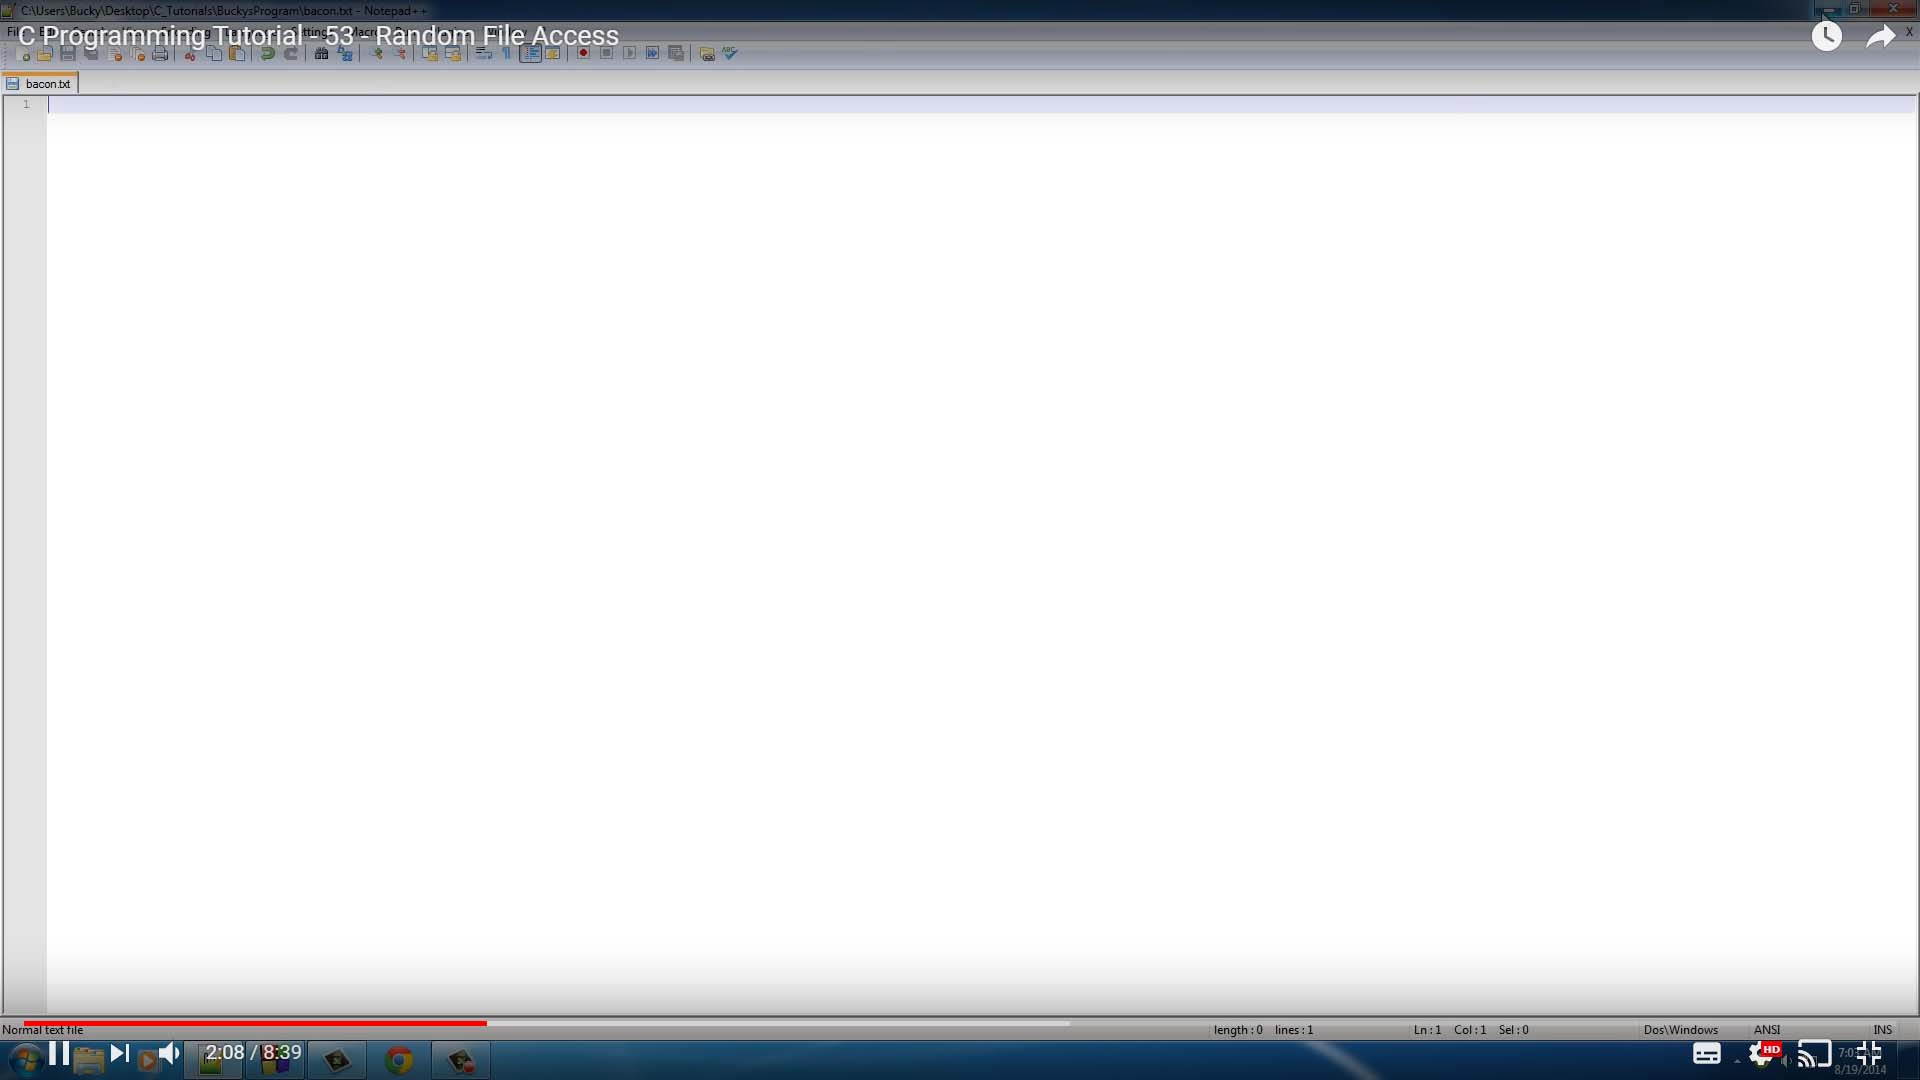 C:\Users\Bucky\Desktop\C_Tutorials\BuckysProgram\bacon.txt - Notepad++
C Programming Tutorial - 53 - Random File Access
X
bacon.txt
1
Normal text file
length : 0 lines : 1
Ln : 1 Col : 1 Sel : 0
Dos\Windows
ANSI
INS
2:08 / 8:39
HD
8/19/2014